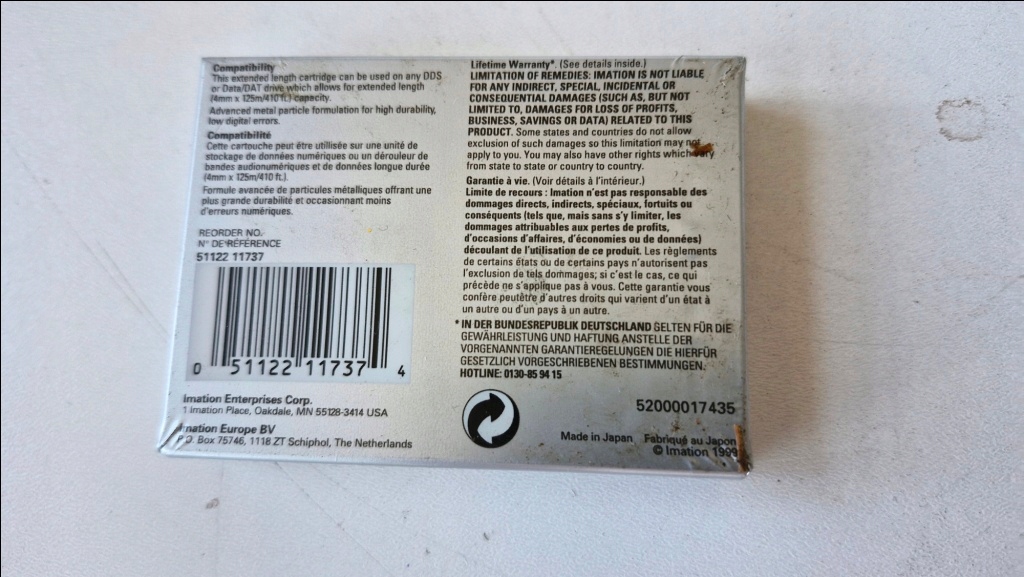 Compatibility
This extended length cartridge can be used on any DDS
or Data/DAT drive which allows for extended length
(4mm x 125m/410 ft.) capacity.
Advanced metal particle formulation for high durability,
low digital errors.
Compatibilité
Cette cartouche peut être utilisée sur une unité de
stockage de données numériques ou un dérouleur de
bandes audionumériques et de données longue durée
(4mm x 125m/410 ft.).
Formule avancée de particules métalliques offrant une
plus grande durabilité et occasionnant moins
d'erreurs numériques.
REORDER NO.
N° DE RÉFÉRENCE
51122 11737
0 51122 11737 4
Imation Enterprises Corp.
1 Imation Place, Oakdale, MN 55128-3414 USA
Imation Europe BV
P.O. Box 75746, 1118 ZT Schiphol, The Netherlands
Lifetime Warranty*. (See details inside.)
LIMITATION OF REMEDIES: IMATION IS NOT LIABLE
FOR ANY INDIRECT, SPECIAL, INCIDENTAL OR
CONSEQUENTIAL DAMAGES (SUCH AS, BUT NOT
LIMITED TO, DAMAGES FOR LOSS OF PROFITS,
BUSINESS, SAVINGS OR DATA) RELATED TO THIS
PRODUCT. Some states and countries do not allow
exclusion of such damages so this limitation may not
apply to you. You may also have other rights which vary
from state to state or country to country.
Garantie à vie. (Voir détails à l'intérieur.)
Limite de recours : Imation n'est pas responsable des
dommages directs, indirects, spéciaux, fortuits ou
conséquents (tels que, mais sans s'y limiter, les
dommages attribuables aux pertes de profits,
d'occasions d'affaires, d'économies ou de données)
découlant de l'utilisation de ce produit. Les règlements
de certains états ou de certains pays n'autorisent pas
l'exclusion de tels dommages; si c'est le cas, ce qui
précède ne s'applique pas à vous. Cette garantie vous
confère peutêtre d'autres droits qui varient d'un état à
un autre ou d'un pays à un autre.
* IN DER BUNDESREPUBLIK DEUTSCHLAND GELTEN FÜR DIE
GEWÄHRLEISTUNG UND HAFTUNG ANSTELLE DER
VORGENANNTEN GARANTIEREGELUNGEN DIE HIERFÜR
GESETZLICH VORGESCHRIEBENEN BESTIMMUNGEN.
HOTLINE: 0130-85 94 15
52000017435
Made in Japan Fabriqué au Japon
© Imation 1999